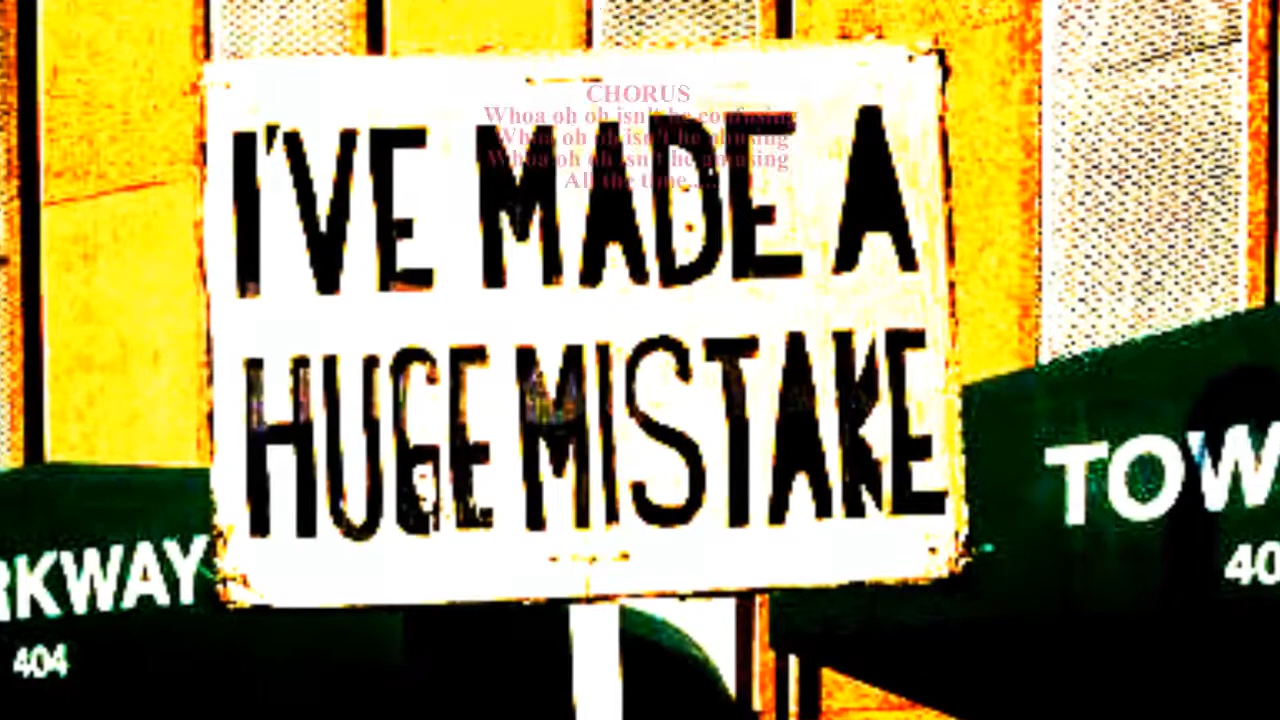 CHORUS
Whoa oh oh isn't he confusing
Whoa oh oh isn't he abusing
Whoa oh oh isn't he amusing
All the time.....
I'VE MADE A
HUGE MISTAKE
RKWAY
404
TOW
40